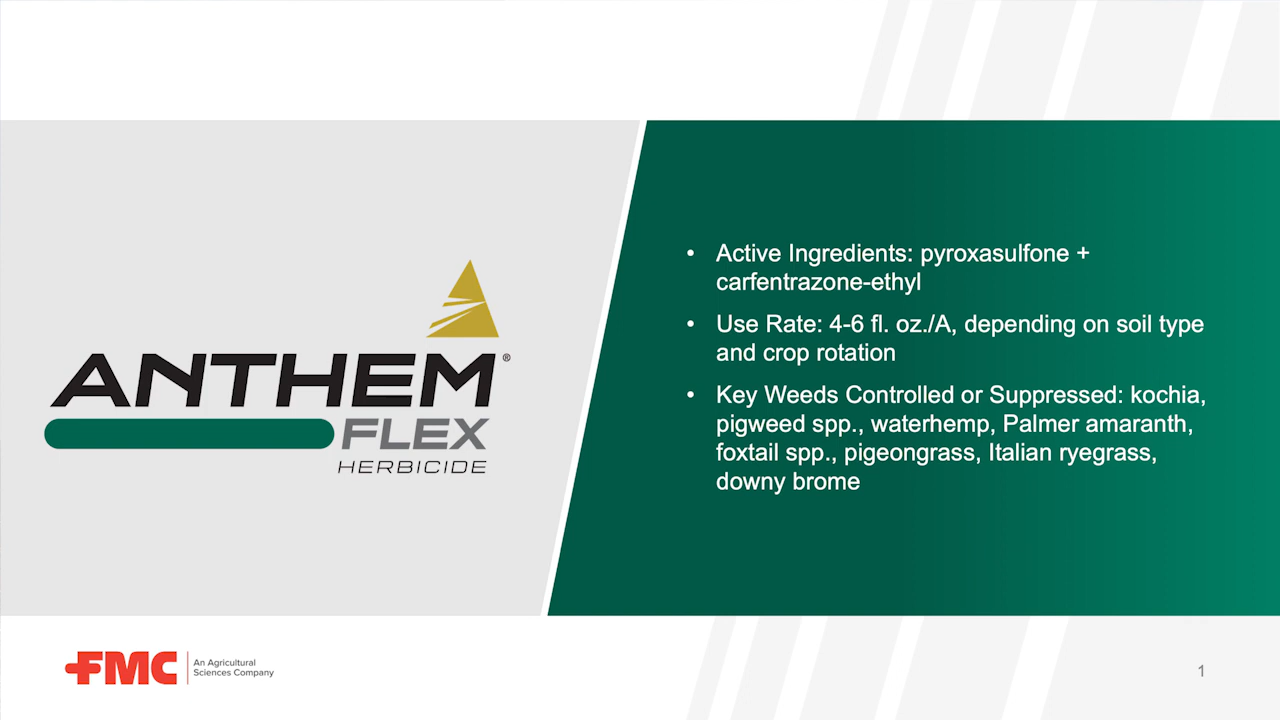 ANTHEM®
FLEX
HERBICIDE
• Active Ingredients: pyroxasulfone +
carfentrazone-ethyl
• Use Rate: 4-6 fl. oz./A, depending on soil type
and crop rotation
• Key Weeds Controlled or Suppressed: kochia,
pigweed spp., waterhemp, Palmer amaranth,
foxtail spp., pigeongrass, Italian ryegrass,
downy brome
FMC
An Agricultural
Sciences Company
1